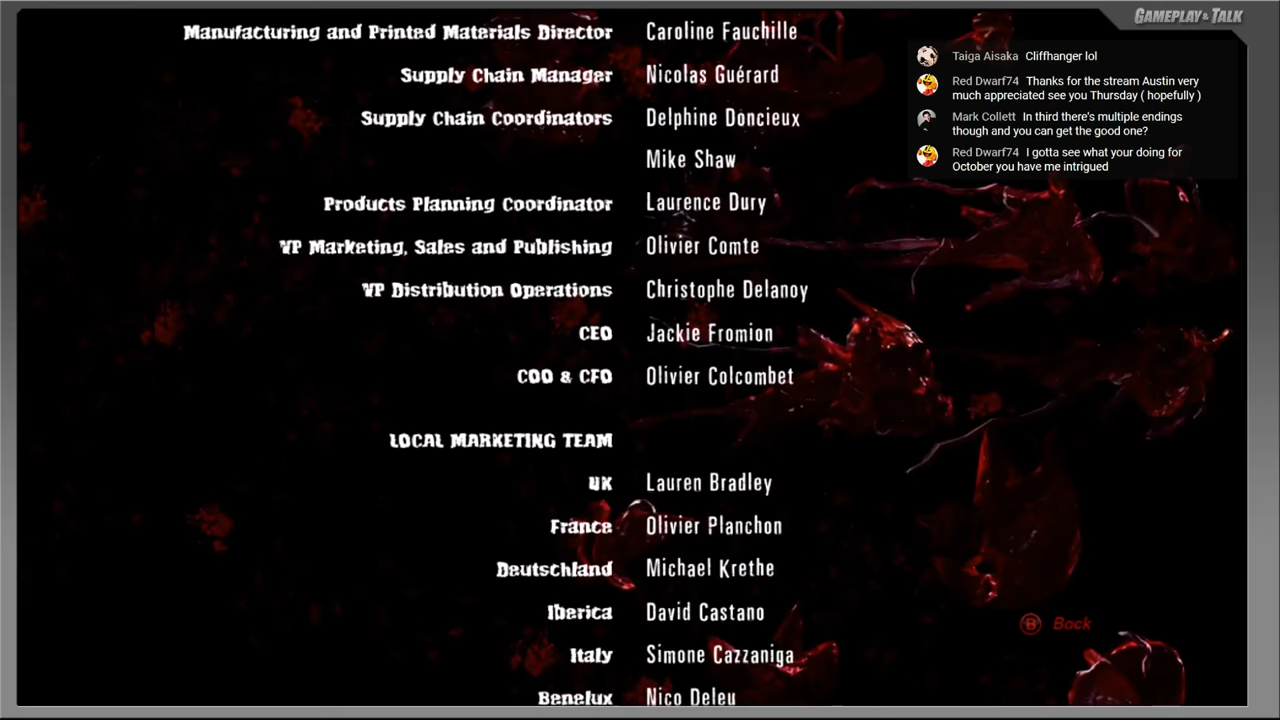 GAMEPLAY & TALK
Manufacturing and Printed Materials Director Caroline Fauchille
Supply Chain Manager Nicolas Guérard
Supply Chain Coordinators Delphine Doncieux
Mike Shaw
Products Planning Coordinator Laurence Dury
VP Marketing, Sales and Publishing Olivier Comte
VP Distribution Operations Christophe Delanoy
CEO Jackie Fromion
COO & CFO Olivier Colcombet
LOCAL MARKETING TEAM
UK Lauren Bradley
France Olivier Planchon
Deutschland Michael Krethe
Iberica David Castano
Italy Simone Cazzaniga
Benelux Nico Deleu
Taiga Aisaka Cliffhanger lol
Red Dwarf74 Thanks for the stream Austin very
much appreciated see you Thursday ( hopefully )
Mark Collett In third there's multiple endings
though and you can get the good one?
Red Dwarf74 I gotta see what your doing for
October you have me intrigued
B Back